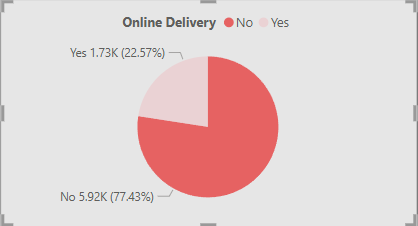 Online Delivery No Yes
Yes 1.73K (22.57%)
No 5.92K (77.43%)